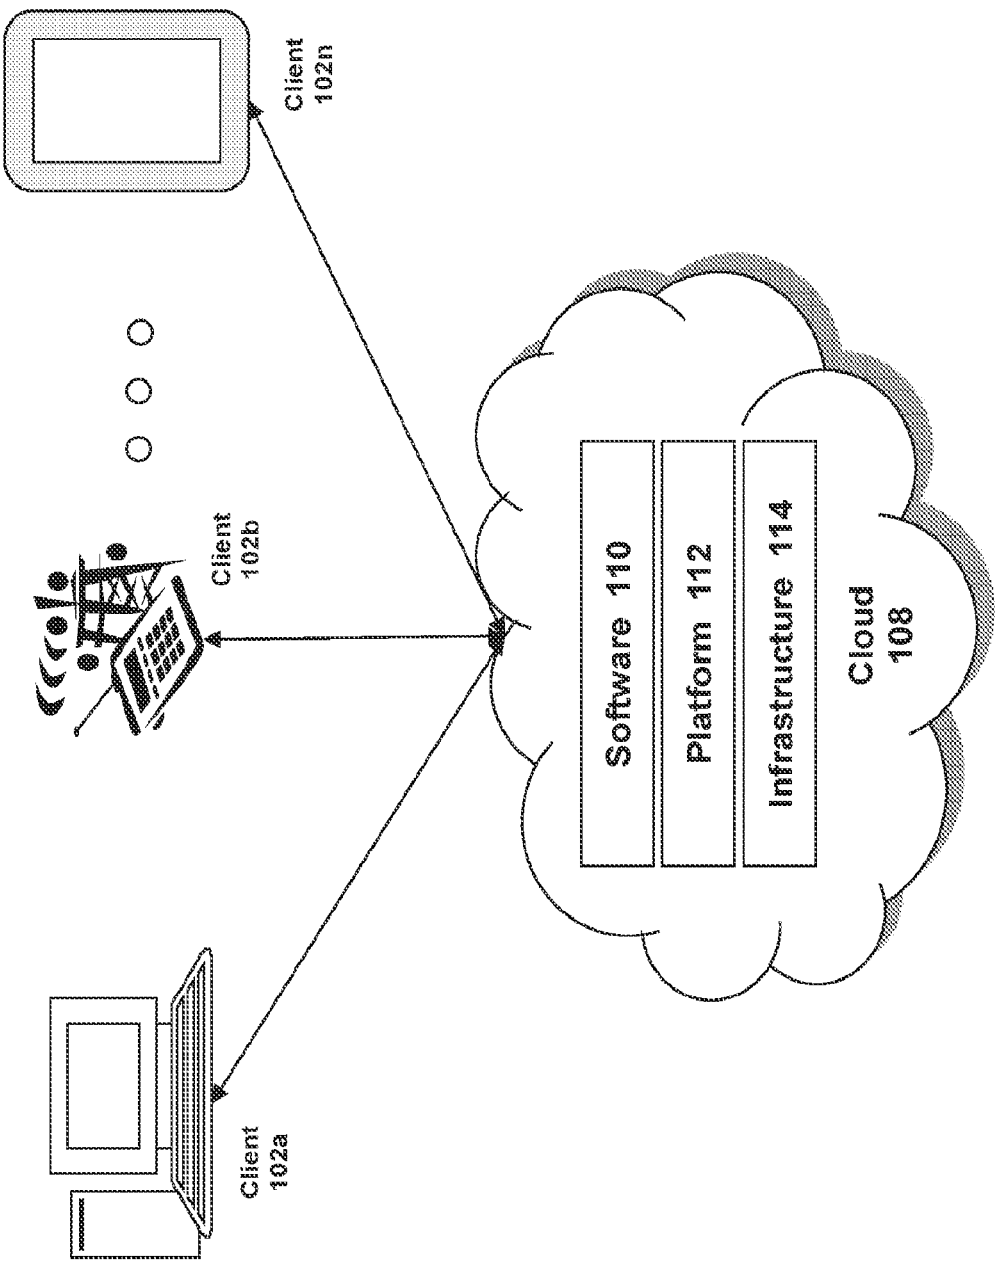 Client
102a
Client
102b
Client
102n
Software 110
Platform 112
Infrastructure 114
Cloud
108